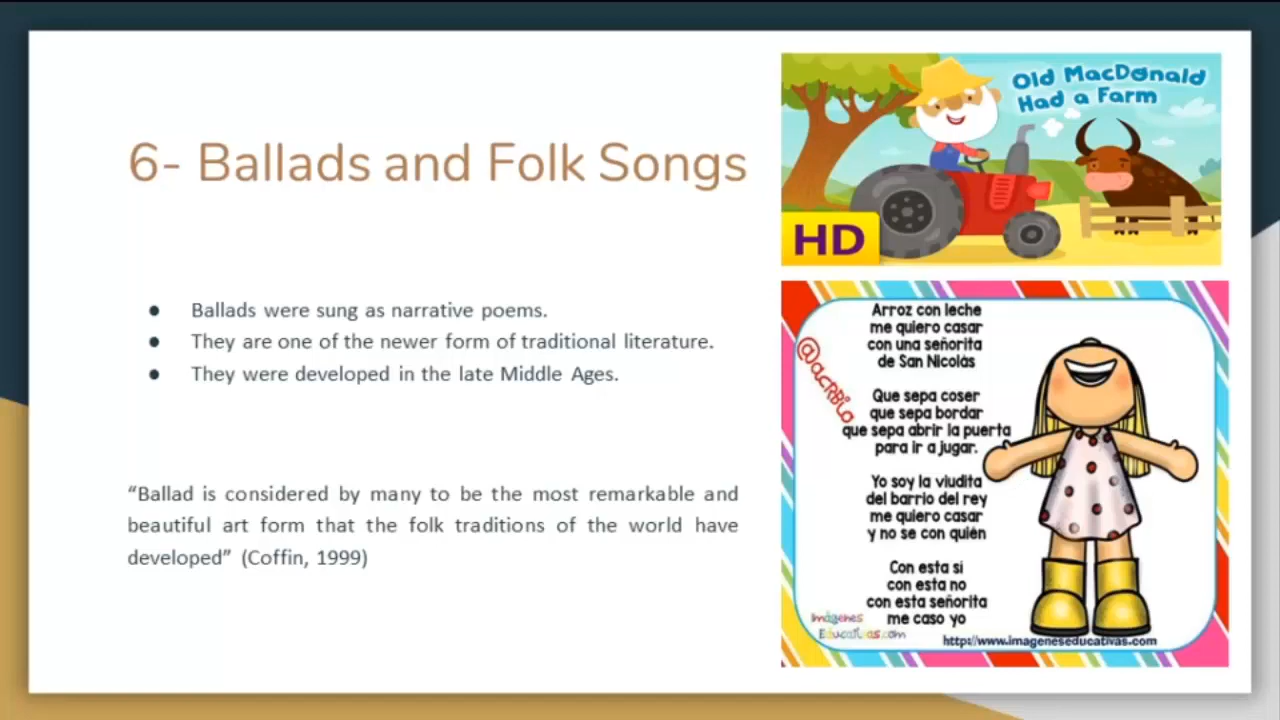 6- Ballads and Folk Songs
● Ballads were sung as narrative poems.
● They are one of the newer form of traditional literature.
● They were developed in the late Middle Ages.
“Ballad is considered by many to be the most remarkable and
beautiful art form that the folk traditions of the world have
developed” (Coffin, 1999)
Old MacDonald
Had a Farm
HD
@acrbio
Arroz con leche
me quiero casar
con una señorita
de San Nicolás
Que sepa coser
que sepa bordar
que sepa abrir la puerta
para ir a jugar.
Yo soy la viudita
del barrio del rey
me quiero casar
y no se con quién
Con esta sí
con esta no
con esta señorita
me caso yo
Imágenes
Educativas.com
http://www.imageneseducativas.com